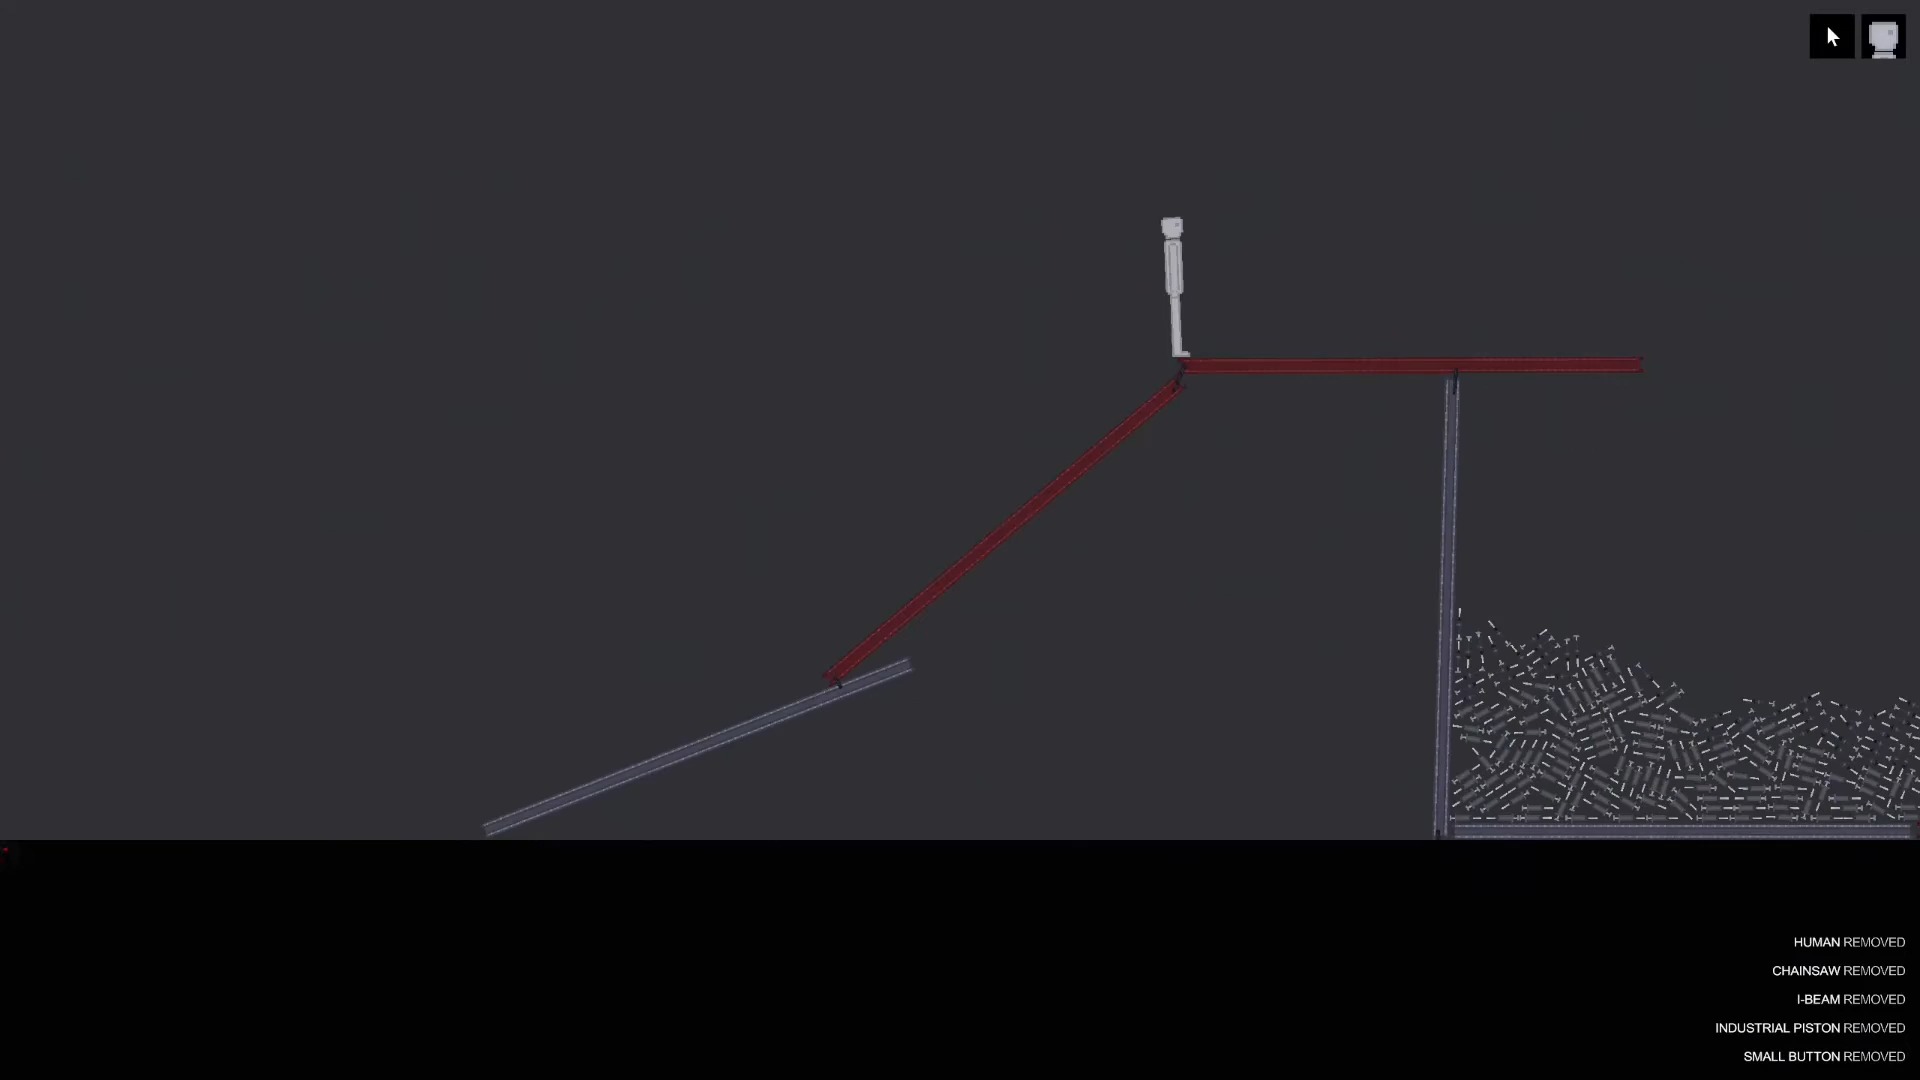 HUMAN REMOVED
CHAINSAW REMOVED
I-BEAM REMOVED
INDUSTRIAL PISTON REMOVED
SMALL BUTTON REMOVED